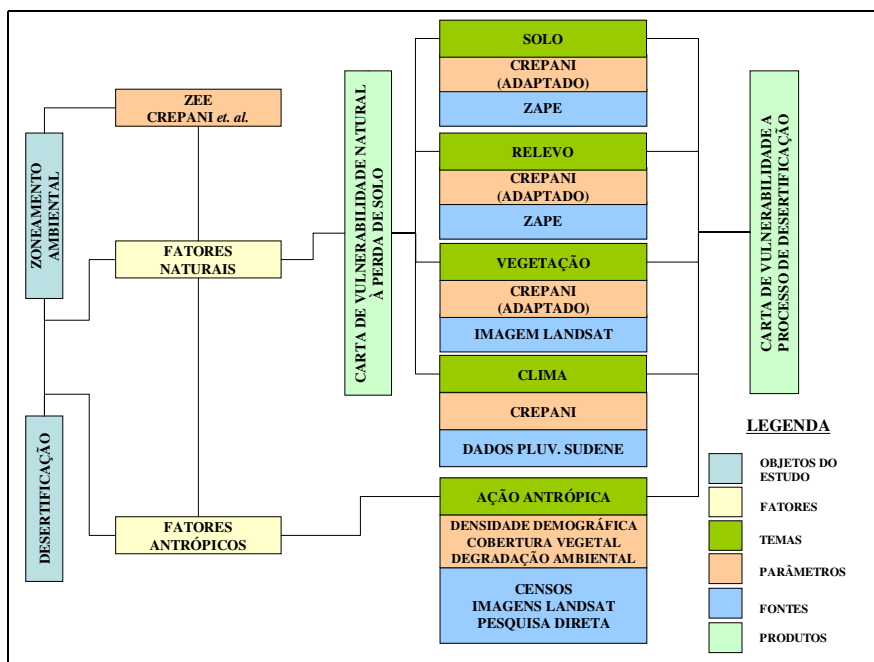 ZONEAMENTO
AMBIENTAL
DESERTIFICAÇÃO
ZEE
CREPANI et. al.
FATORES
NATURAIS
FATORES
ANTRÓPICOS
CARTA DE VULNERABILIDADE NATURAL
À PERDA DE SOLO
SOLO
CREPANI
(ADAPTADO)
ZAPE
RELEVO
CREPANI
(ADAPTADO)
ZAPE
VEGETAÇÃO
CREPANI
(ADAPTADO)
IMAGEM LANDSAT
CLIMA
CREPANI
DADOS PLUV. SUDENE
AÇÃO ANTRÓPICA
DENSIDADE DEMOGRÁFICA
COBERTURA VEGETAL
DEGRADAÇÃO AMBIENTAL
CENSOS
IMAGENS LANDSAT
PESQUISA DIRETA
CARTA DE VULNERABILIDADE A
PROCESSO DE DESERTIFICAÇÃO
LEGENDA
OBJETOS DO
ESTUDO
FATORES
TEMAS
PARÂMETROS
FONTES
PRODUTOS